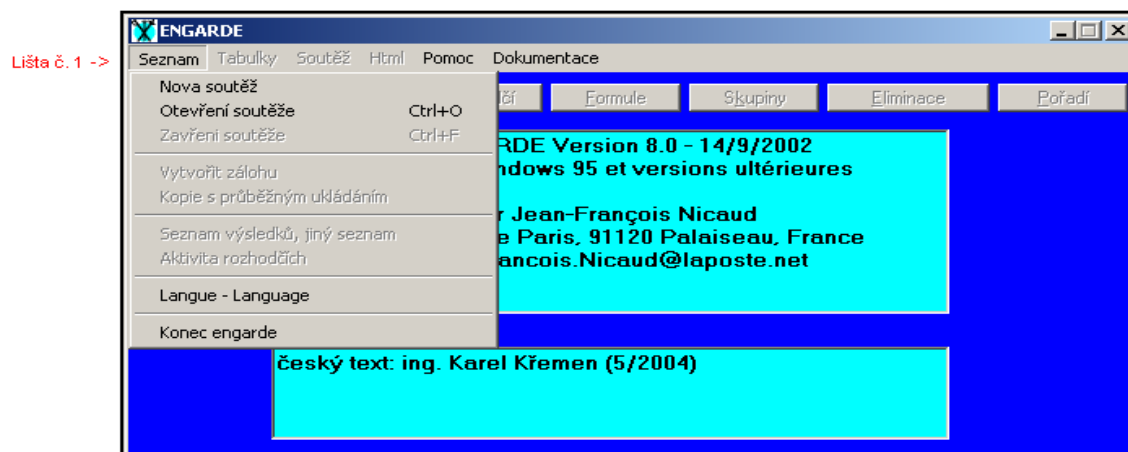 ENGARDE
Lišta č. 1 ->
Seznam Tabulky Soutěž Html Pomoc Dokumentace
Nova soutěž
Otevření soutěže Ctrl+O
Zavření soutěže Ctrl+F
Vytvořit zálohu
Kopie s průběžným ukládáním
Seznam výsledků, jiný seznam
Aktivita rozhodčích
Langue - Language
Konec engarde
Formule Skupiny Eliminace Pořadí
RDE Version 8.0 - 14/9/2002
ndows 95 et versions ultérieures
r Jean-François Nicaud
e Paris, 91120 Palaiseau, France
ancois.Nicaud@laposte.net
český text: ing. Karel Křemen (5/2004)